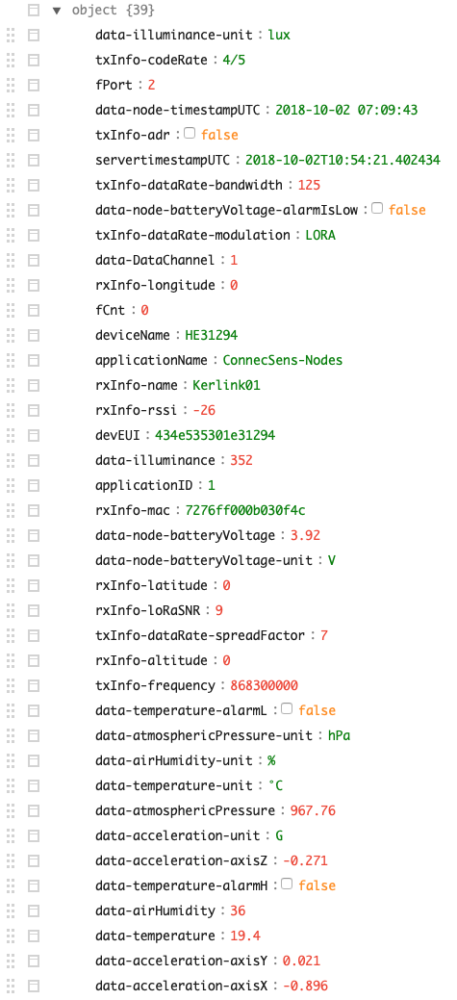 object {39}
data-illuminance-unit : lux
txInfo-codeRate : 4/5
fPort : 2
data-node-timestampUTC : 2018-10-02 07:09:43
txInfo-adr : false
servertimestampUTC : 2018-10-02T10:54:21.402434
txInfo-dataRate-bandwidth : 125
data-node-batteryVoltage-alarmIsLow : false
txInfo-dataRate-modulation : LORA
data-DataChannel : 1
rxInfo-longitude : 0
fCnt : 0
deviceName : HE31294
applicationName : ConnecSens-Nodes
rxInfo-name : Kerlink01
rxInfo-rssi : -26
devEUI : 434e535301e31294
data-illuminance : 352
applicationID : 1
rxInfo-mac : 7276ff000b030f4c
data-node-batteryVoltage : 3.92
data-node-batteryVoltage-unit : V
rxInfo-latitude : 0
rxInfo-loRaSNR : 9
txInfo-dataRate-spreadFactor : 7
rxInfo-altitude : 0
txInfo-frequency : 868300000
data-temperature-alarmL : false
data-atmosphericPressure-unit : hPa
data-airHumidity-unit : %
data-temperature-unit : °C
data-atmosphericPressure : 967.76
data-acceleration-unit : G
data-acceleration-axisZ : -0.271
data-temperature-alarmH : false
data-airHumidity : 36
data-temperature : 19.4
data-acceleration-axisY : 0.021
data-acceleration-axisX : -0.896